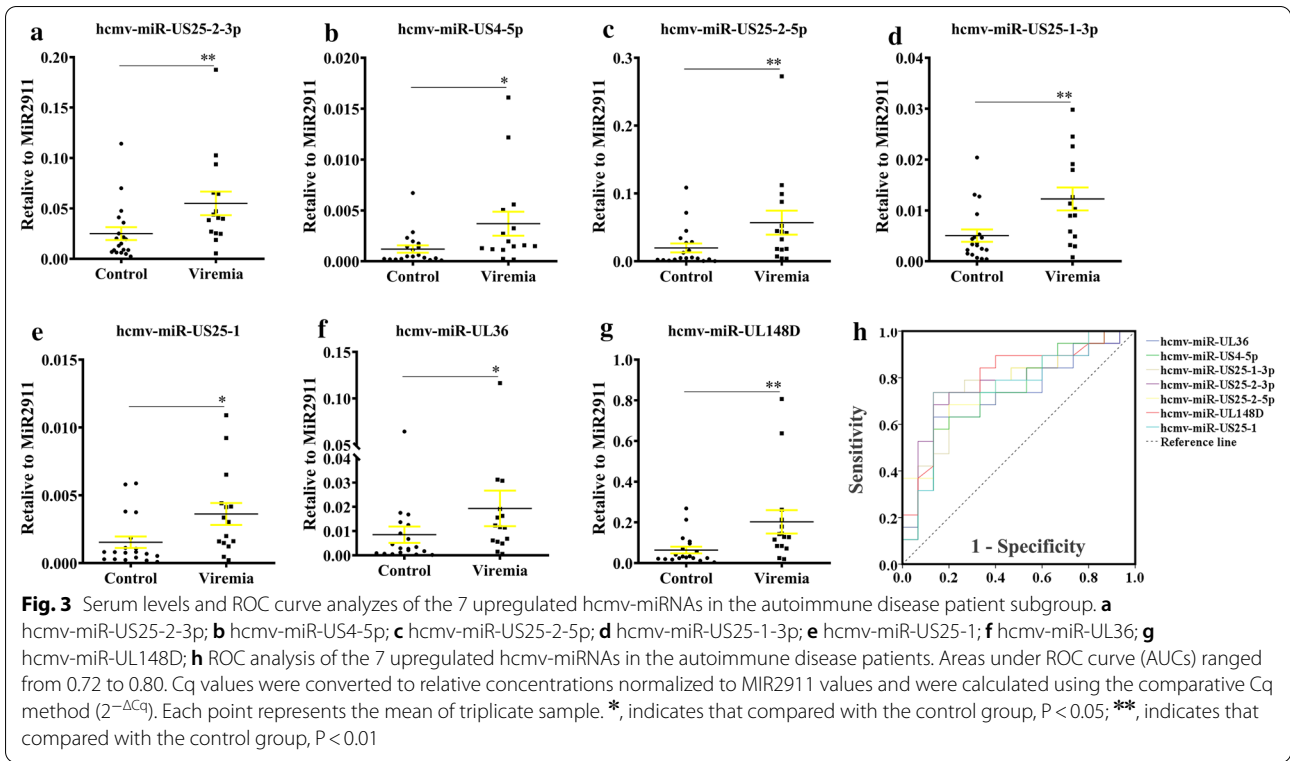 a hcmv-miR-US25-2-3p
Retalive to MiR2911
0.20
0.15
0.10
0.05
0.00
**
Control Viremia
b hcmv-miR-US4-5p
Retalive to MiR2911
0.020
0.015
0.010
0.005
0.000
*
Control Viremia
c hcmv-miR-US25-2-5p
Retalive to MiR2911
0.3
0.2
0.1
0.0
**
Control Viremia
d hcmv-miR-US25-1-3p
Retalive to MiR2911
0.04
0.03
0.02
0.01
0.00
**
Control Viremia
e hcmv-miR-US25-1
Retalive to MiR2911
0.015
0.010
0.005
0.000
*
Control Viremia
f hcmv-miR-UL36
Retalive to MiR2911
0.15
0.10
0.05
0.04
0.03
0.02
0.01
0.00
*
Control Viremia
g hcmv-miR-UL148D
Retalive to MiR2911
1.0
0.8
0.6
0.4
0.2
0.0
**
Control Viremia
h
Sensitivity
1.0
0.8
0.6
0.4
0.2
0.0 0.2 0.4 0.6 0.8 1.0
1 - Specificity
hcmv-miR-UL36
hcmv-miR-US4-5p
hcmv-miR-US25-1-3p
hcmv-miR-US25-2-3p
hcmv-miR-US25-2-5p
hcmv-miR-UL148D
hcmv-miR-US25-1
Reference line
Fig. 3 Serum levels and ROC curve analyzes of the 7 upregulated hcmv-miRNAs in the autoimmune disease patient subgroup. a
hcmv-miR-US25-2-3p; b hcmv-miR-US4-5p; c hcmv-miR-US25-2-5p; d hcmv-miR-US25-1-3p; e hcmv-miR-US25-1; f hcmv-miR-UL36; g
hcmv-miR-UL148D; h ROC analysis of the 7 upregulated hcmv-miRNAs in the autoimmune disease patients. Areas under ROC curve (AUCs) ranged
from 0.72 to 0.80. Cq values were converted to relative concentrations normalized to MIR2911 values and were calculated using the comparative Cq
method (2−ΔCq). Each point represents the mean of triplicate sample. *, indicates that compared with the control group, P < 0.05; **, indicates that
compared with the control group, P < 0.01